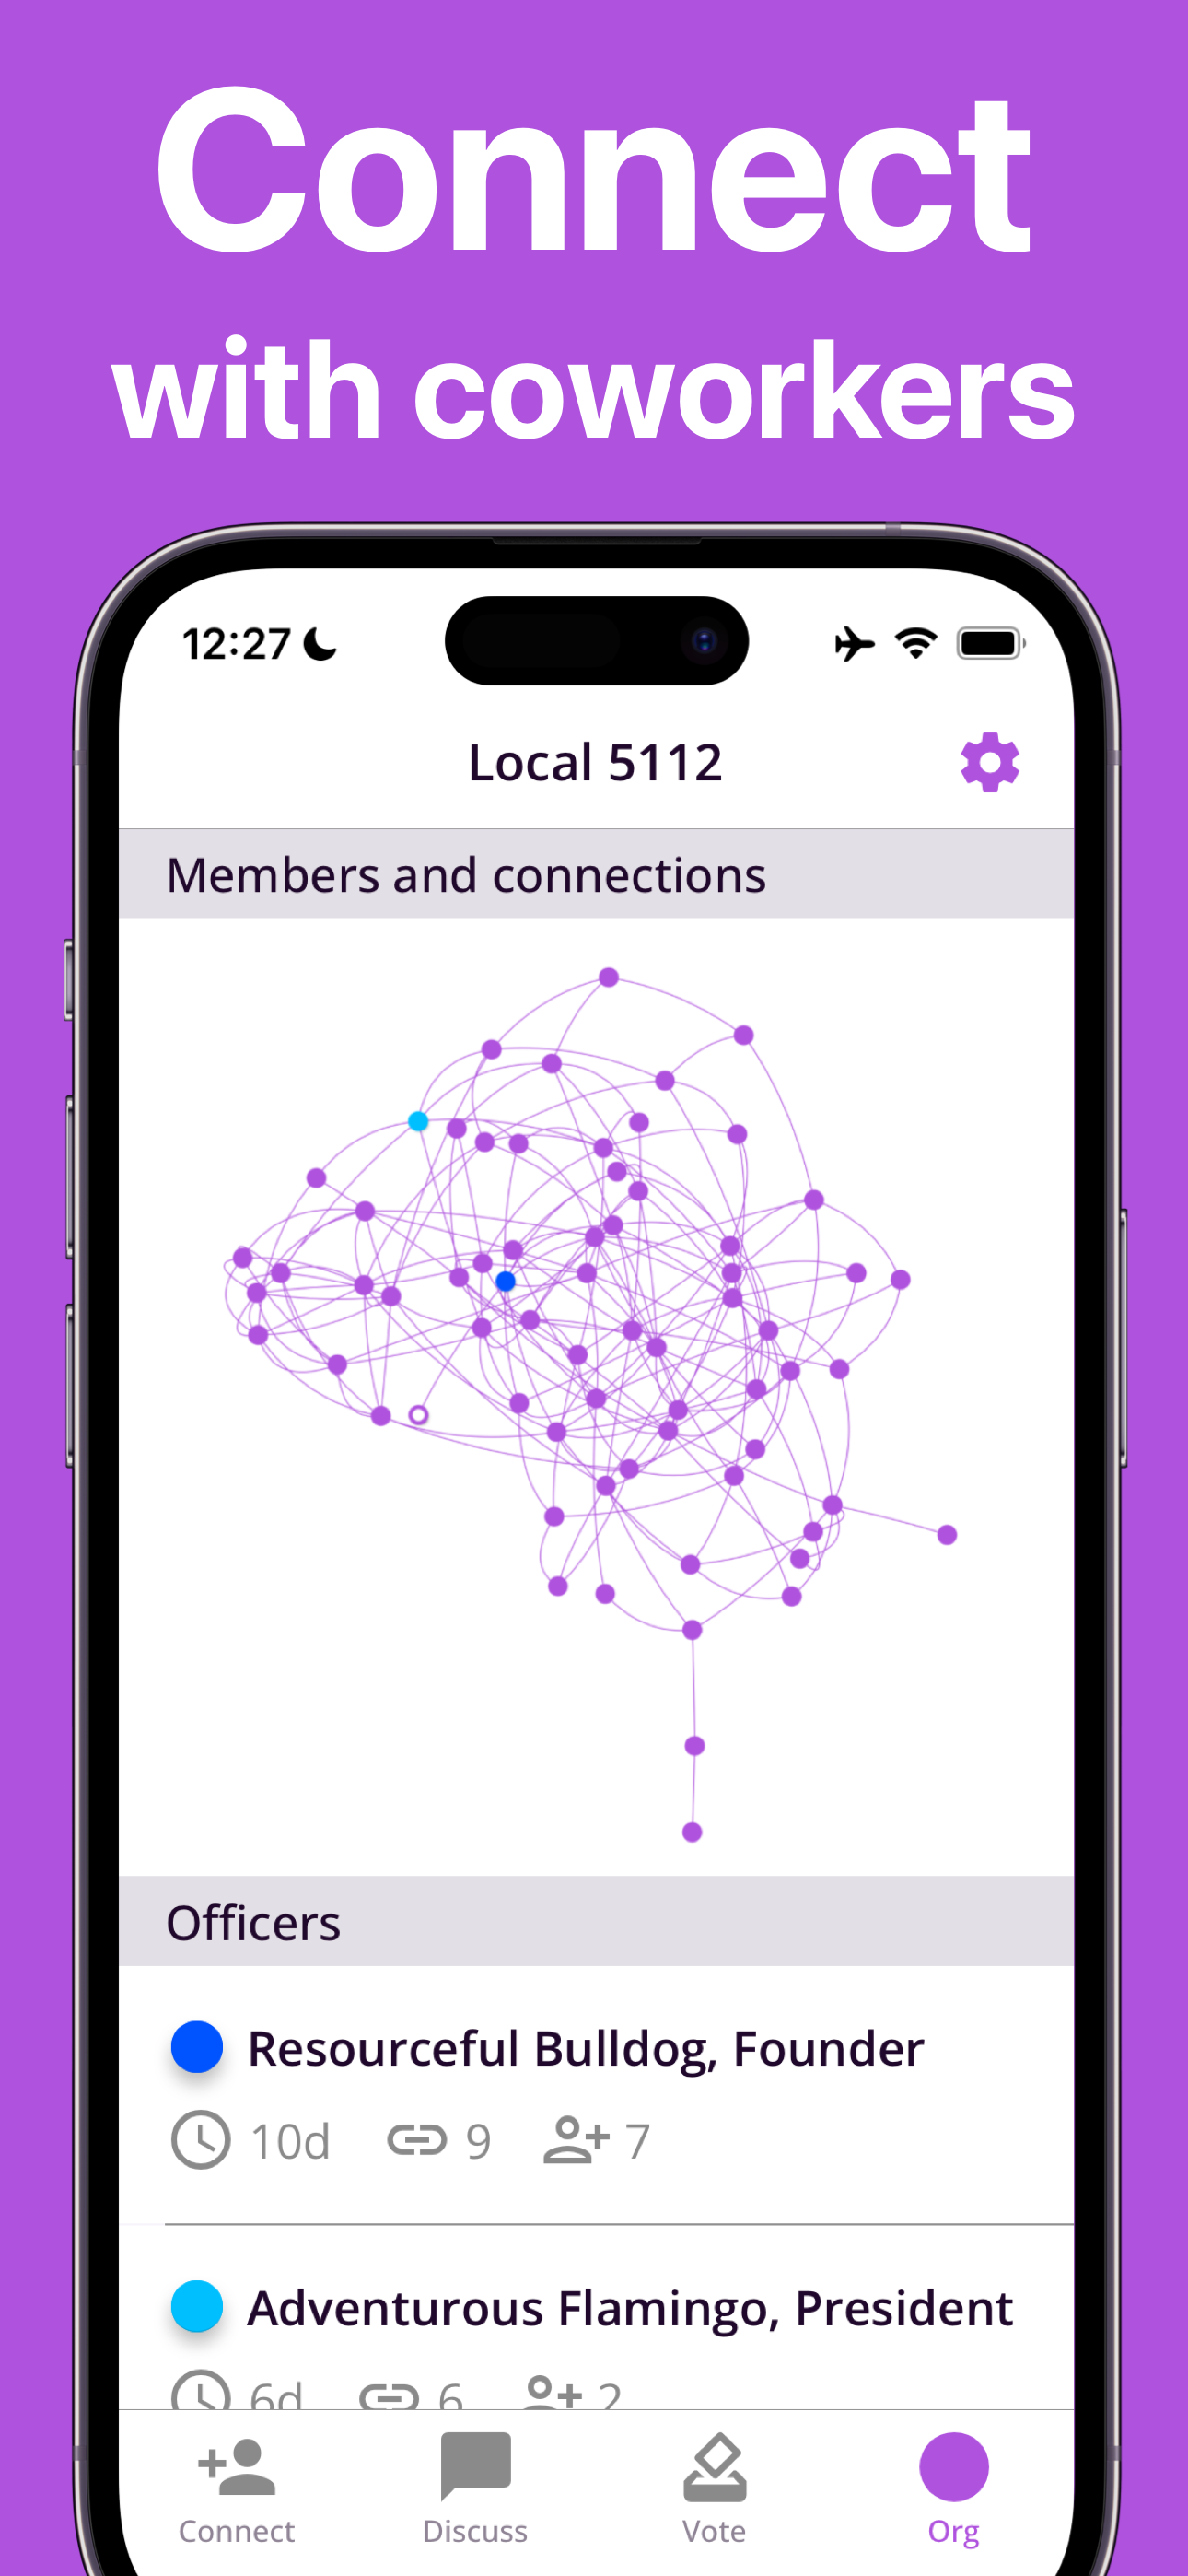 Connect
with coworkers
12:27
Local 5112
Members and connections
Officers
Resourceful Bulldog, Founder
10d 9 7
Adventurous Flamingo, President
6d 6 2
Connect Discuss Vote Org